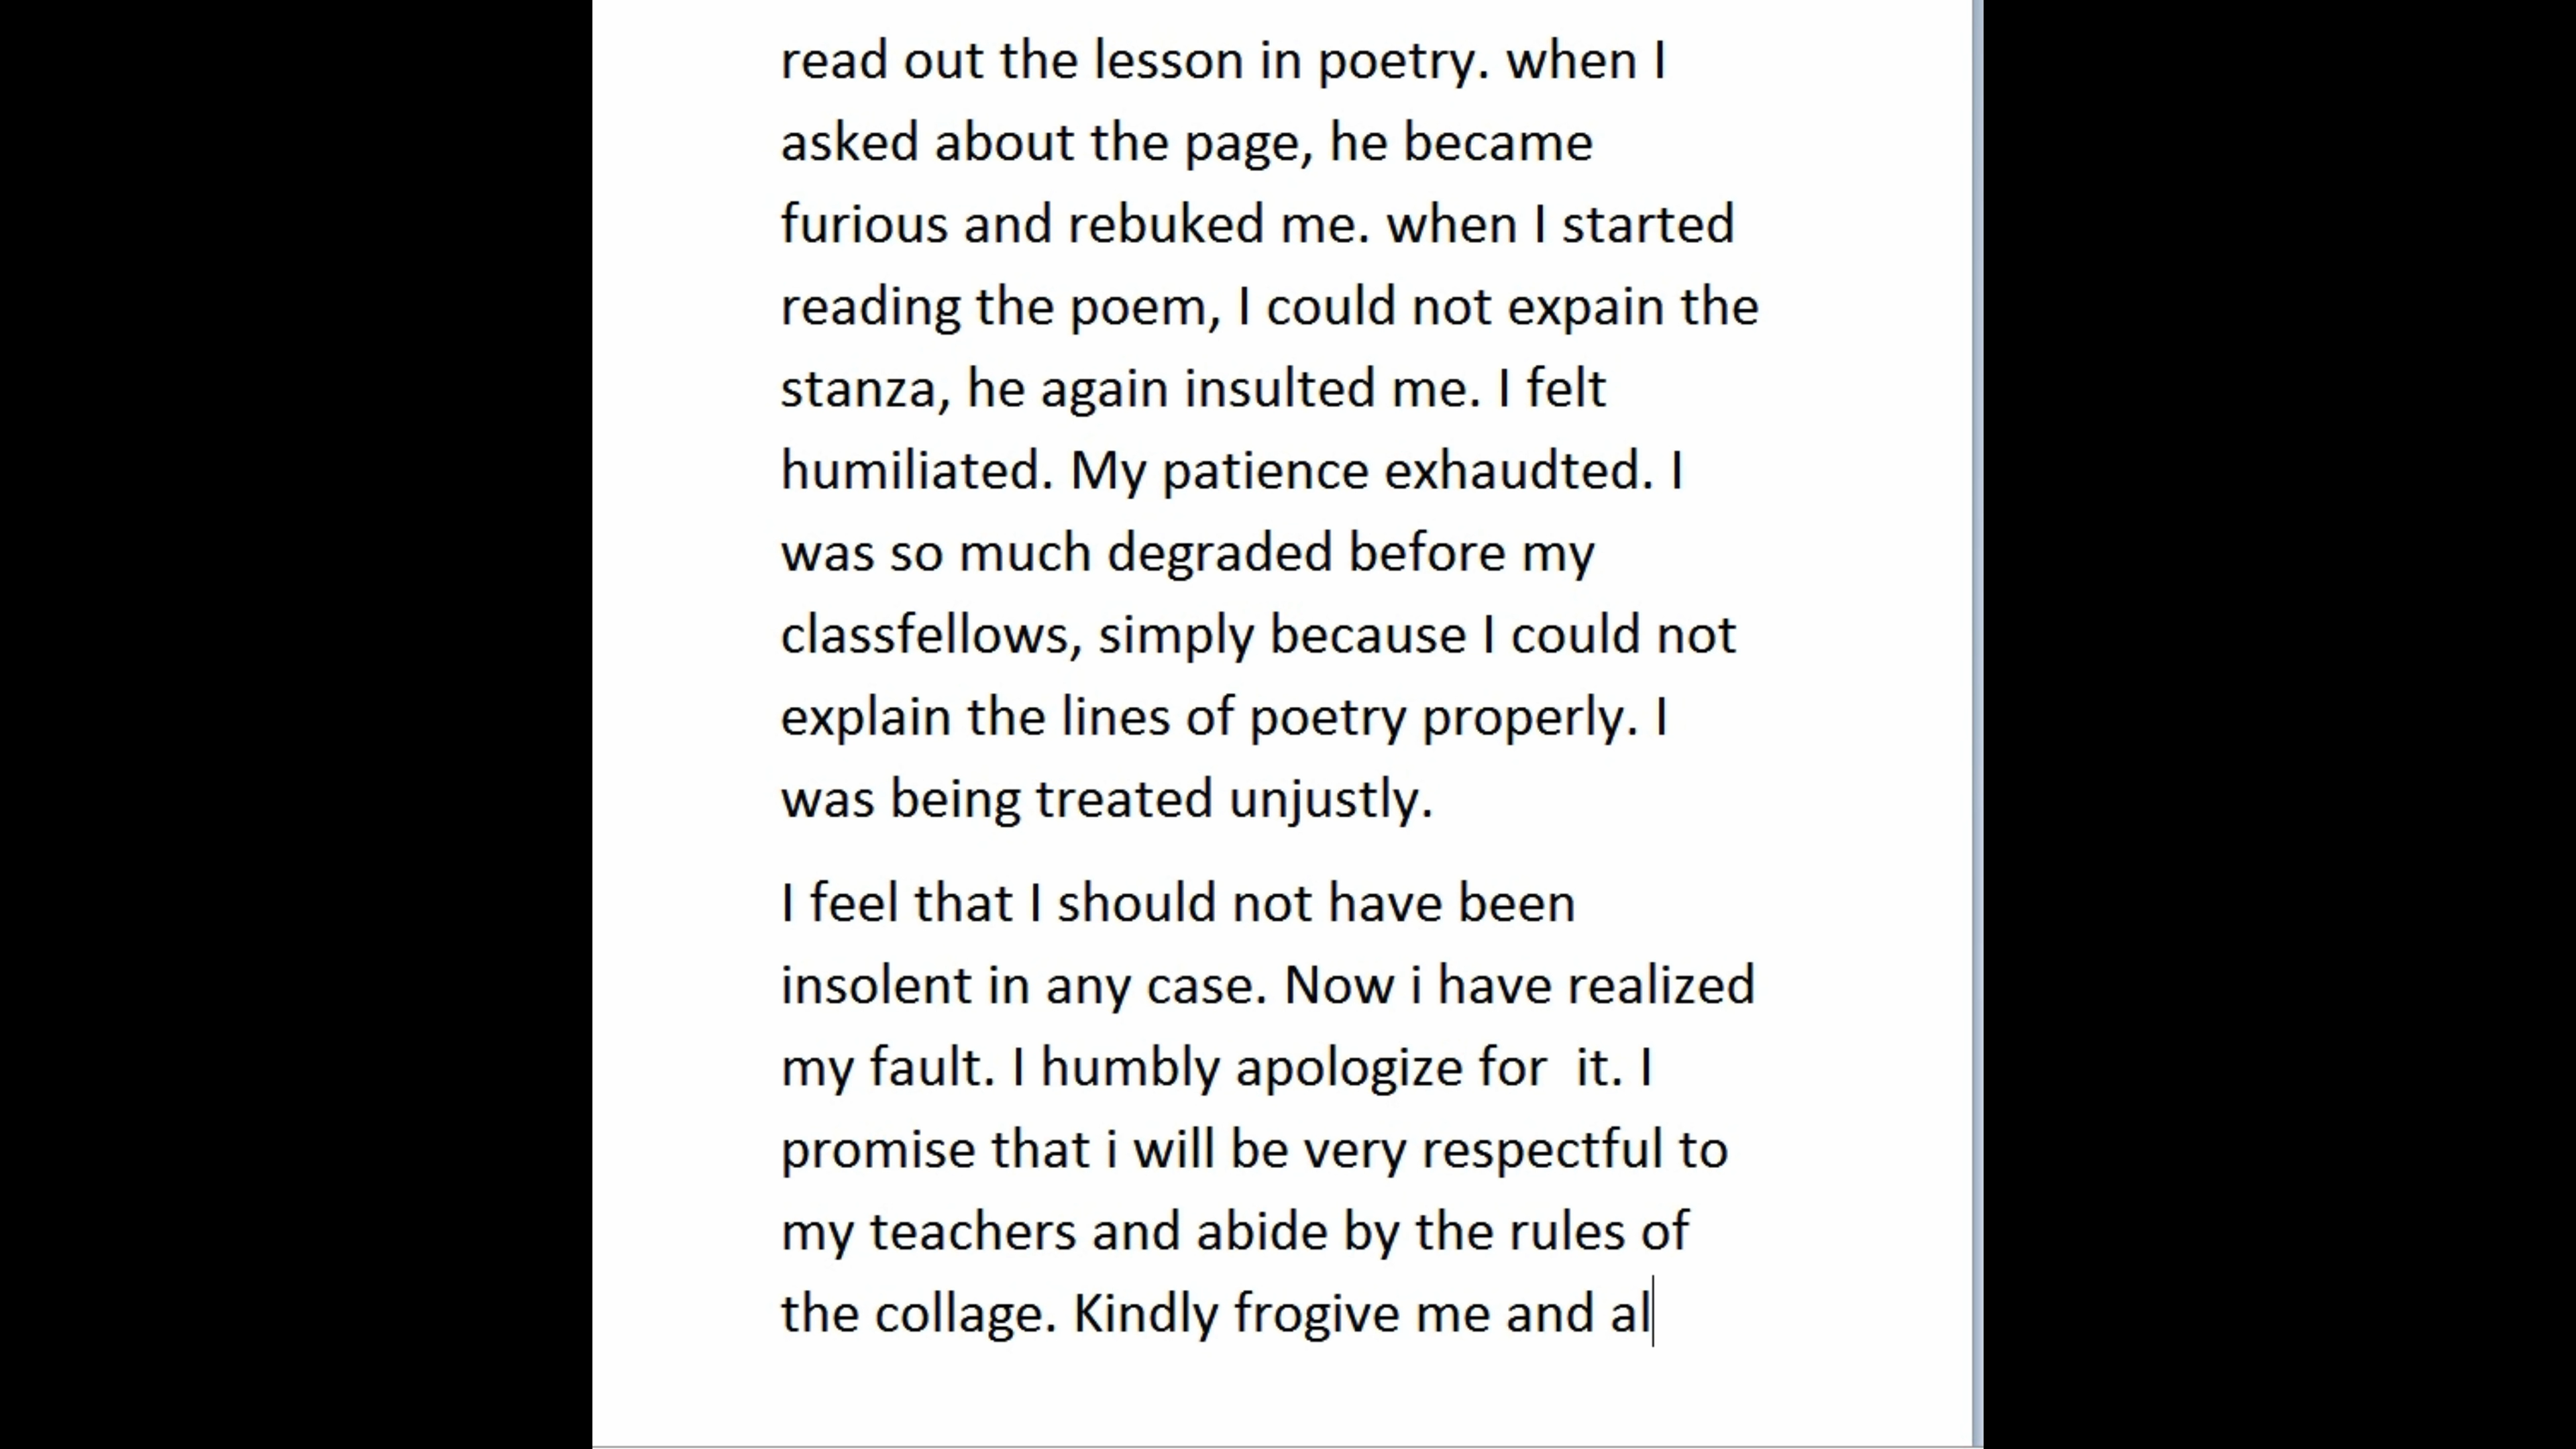 read out the lesson in poetry. when I
asked about the page, he became
furious and rebuked me. when I started
reading the poem, I could not expain the
stanza, he again insulted me. I felt
humiliated. My patience exhaudted. I
was so much degraded before my
classfellows, simply because I could not
explain the lines of poetry properly. I
was being treated unjustly.
I feel that I should not have been
insolent in any case. Now i have realized
my fault. I humbly apologize for  it. I
promise that i will be very respectful to
my teachers and abide by the rules of
the collage. Kindly frogive me and al